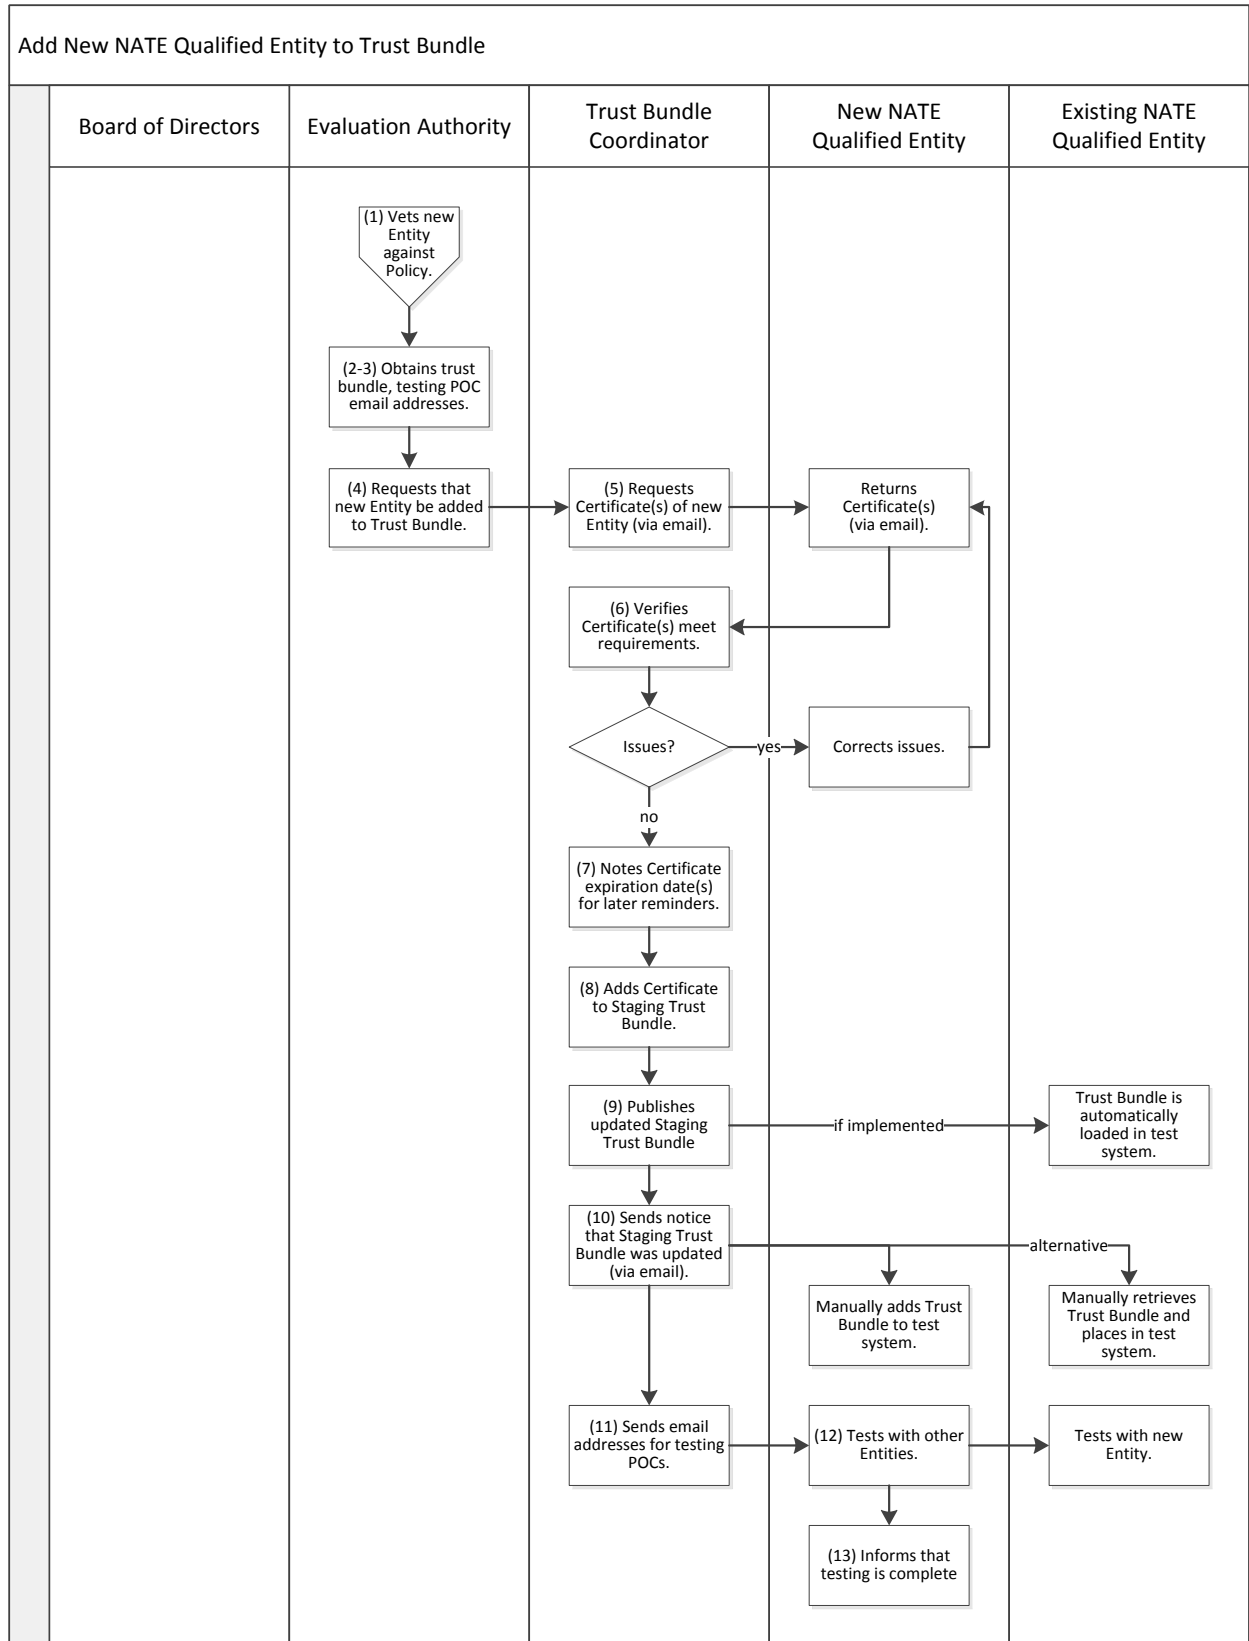 Add New NATE Qualified Entity to Trust Bundle
Board of Directors
Evaluation Authority
Trust Bundle
Coordinator
New NATE
Qualified Entity
Existing NATE
Qualified Entity
(1) Vets new
Entity
against
Policy.
(2-3) Obtains trust
bundle, testing POC
email addresses.
(4) Requests that
new Entity be added
to Trust Bundle.
(5) Requests
Certificate(s) of new
Entity (via email).
Returns
Certificate(s)
(via email).
(6) Verifies
Certificate(s) meet
requirements.
Issues?
yes
Corrects issues.
no
(7) Notes Certificate
expiration date(s)
for later reminders.
(8) Adds Certificate
to Staging Trust
Bundle.
(9) Publishes
updated Staging
Trust Bundle
if implemented
Trust Bundle is
automatically
loaded in test
system.
(10) Sends notice
that Staging Trust
Bundle was updated
(via email).
alternative
Manually adds Trust
Bundle to test
system.
Manually retrieves
Trust Bundle and
places in test
system.
(11) Sends email
addresses for testing
POCs.
(12) Tests with other
Entities.
Tests with new
Entity.
(13) Informs that
testing is complete